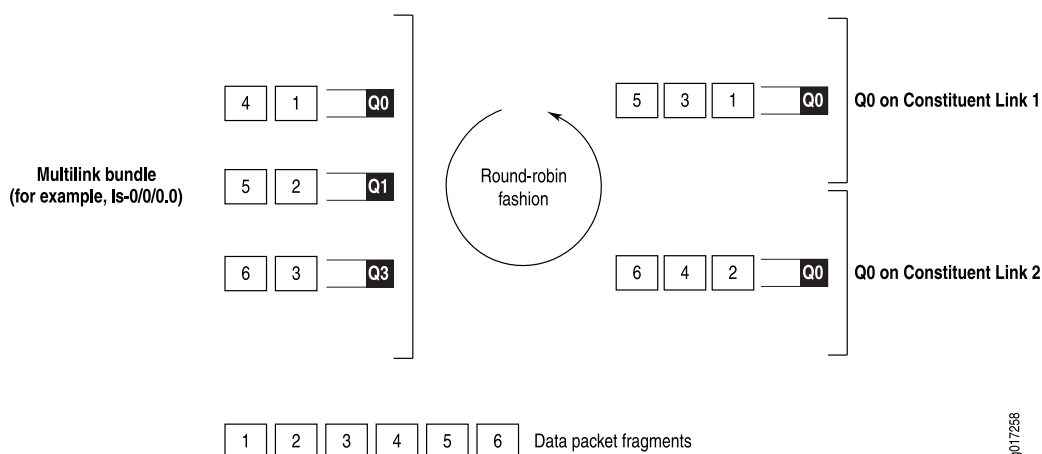 4 1 Q0
5 3 1 Q0 Q0 on Constituent Link 1
Multilink bundle
(for example, ls-0/0/0.0)
5 2 Q1
Round-robin
fashion
6 3 Q3
6 4 2 Q0 Q0 on Constituent Link 2
1 2 3 4 5 6 Data packet fragments
g017258